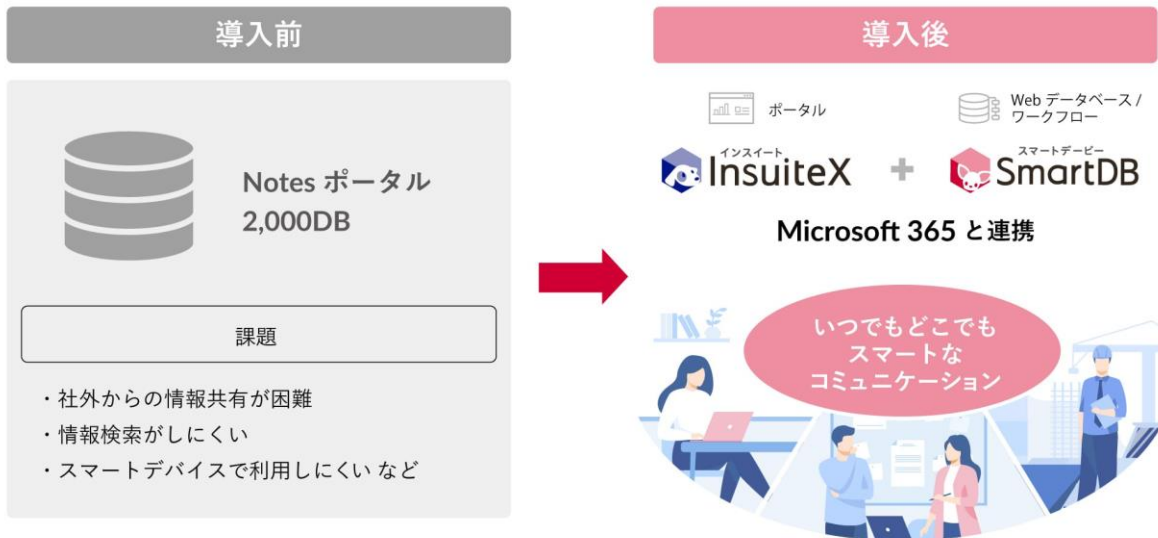 導入前
Notes ポータル
2,000DB
課題
・社外からの情報共有が困難
・情報検索がしにくい
・スマートデバイスで利用しにくい など
導入後
ポータル
Web データベース /
ワークフロー
インスイート
InsuiteX
+
スマートデービー
SmartDB
Microsoft 365 と連携
いつでもどこでも
スマートな
コミュニケーション